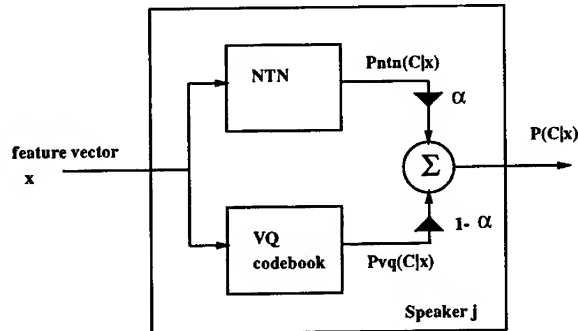 NTN
Pntn(C|x)
α
P(C|x)
feature vector
x
Σ
VQ
codebook
1- α
Pvq(C|x)
Speaker j